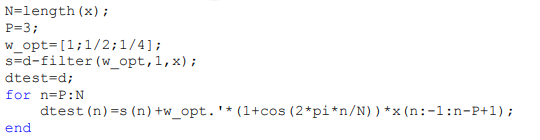 N=length(x);
P=3;
w_opt=[1;1/2;1/4];
s=d-filter(w_opt,1,x);
dtest=d;
for n=P:N
    dtest(n)=s(n)+w_opt.'*(1+cos(2*pi*n/N))*x(n:-1:n-P+1);
end